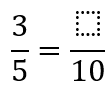 3/5 = ⬚/10